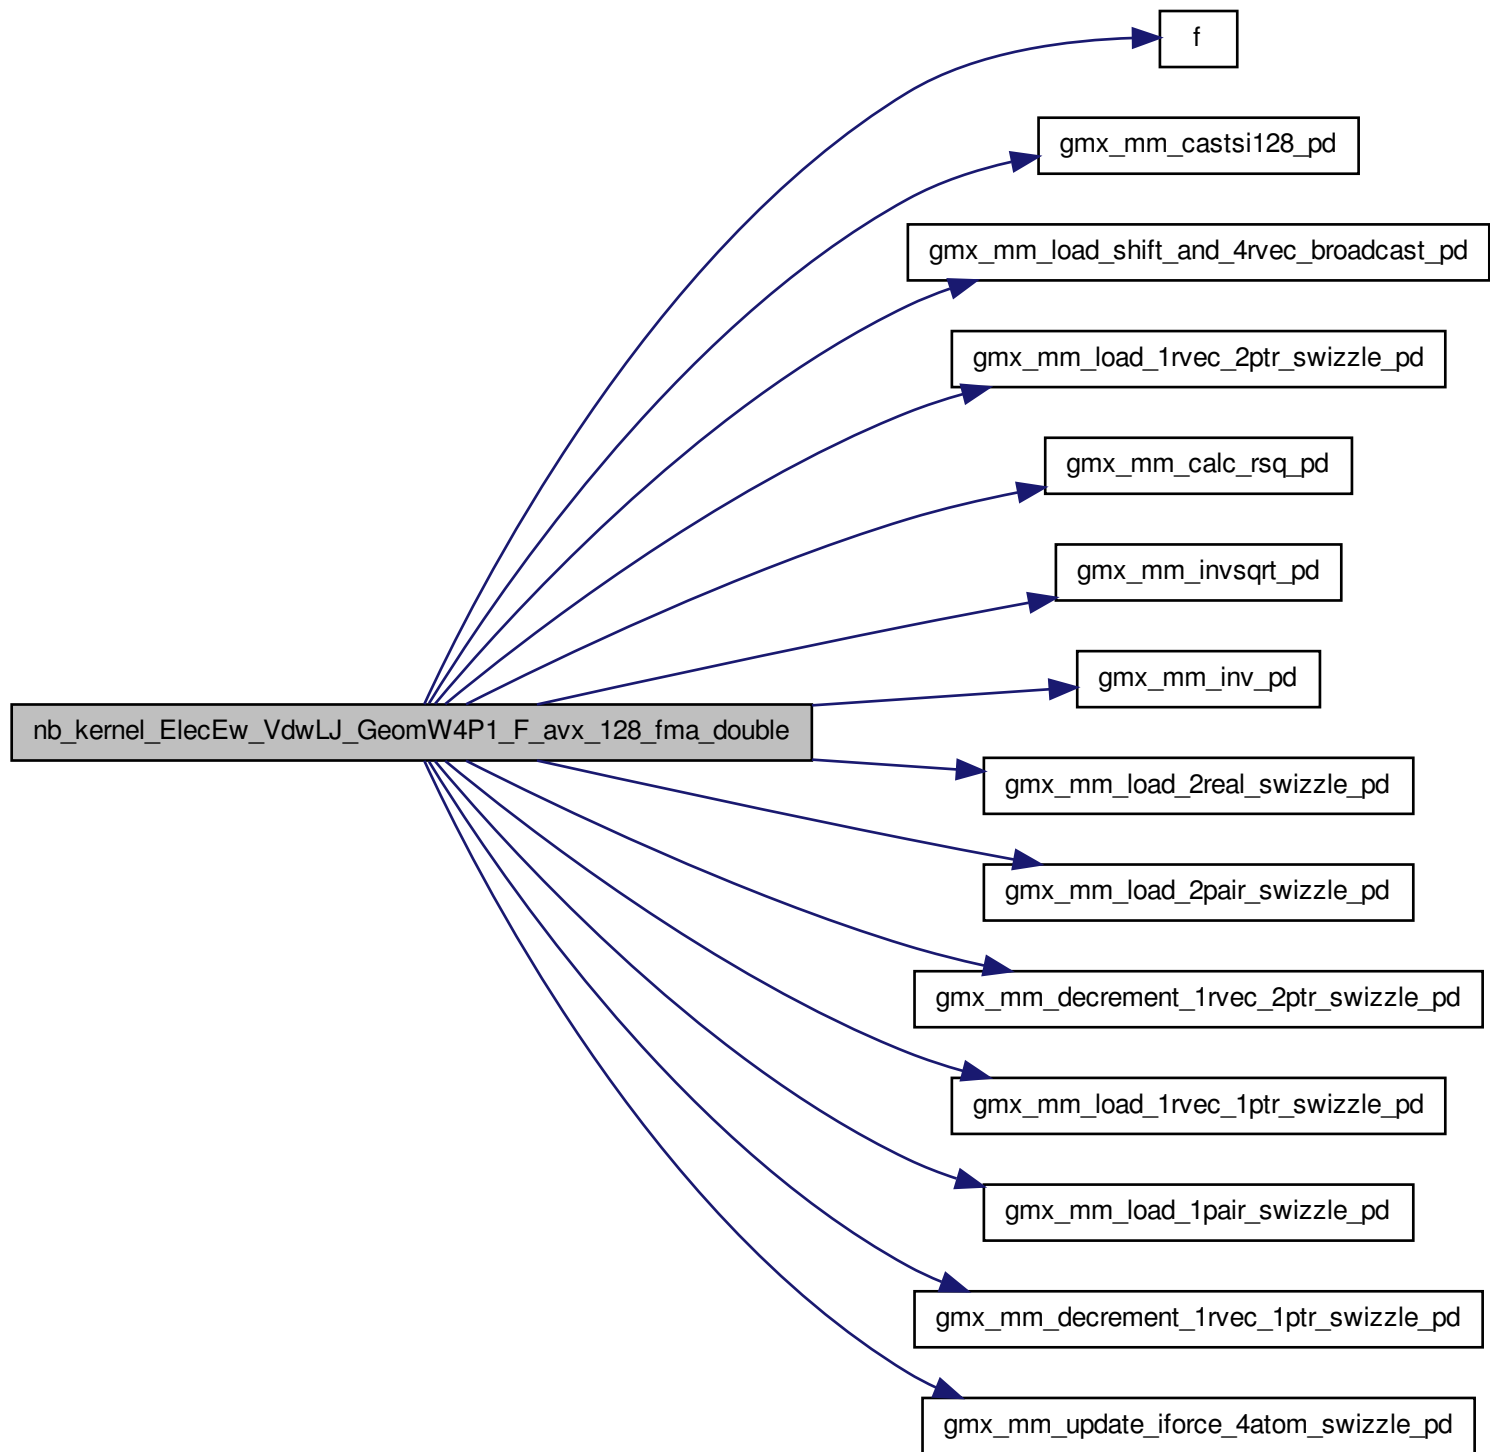 f
gmx_mm_castsi128_pd
gmx_mm_load_shift_and_4rvec_broadcast_pd
gmx_mm_load_1rvec_2ptr_swizzle_pd
gmx_mm_calc_rsq_pd
gmx_mm_invsqrt_pd
gmx_mm_inv_pd
nb_kernel_ElecEw_VdwLJ_GeomW4P1_F_avx_128_fma_double
gmx_mm_load_2real_swizzle_pd
gmx_mm_load_2pair_swizzle_pd
gmx_mm_decrement_1rvec_2ptr_swizzle_pd
gmx_mm_load_1rvec_1ptr_swizzle_pd
gmx_mm_load_1pair_swizzle_pd
gmx_mm_decrement_1rvec_1ptr_swizzle_pd
gmx_mm_update_iforce_4atom_swizzle_pd